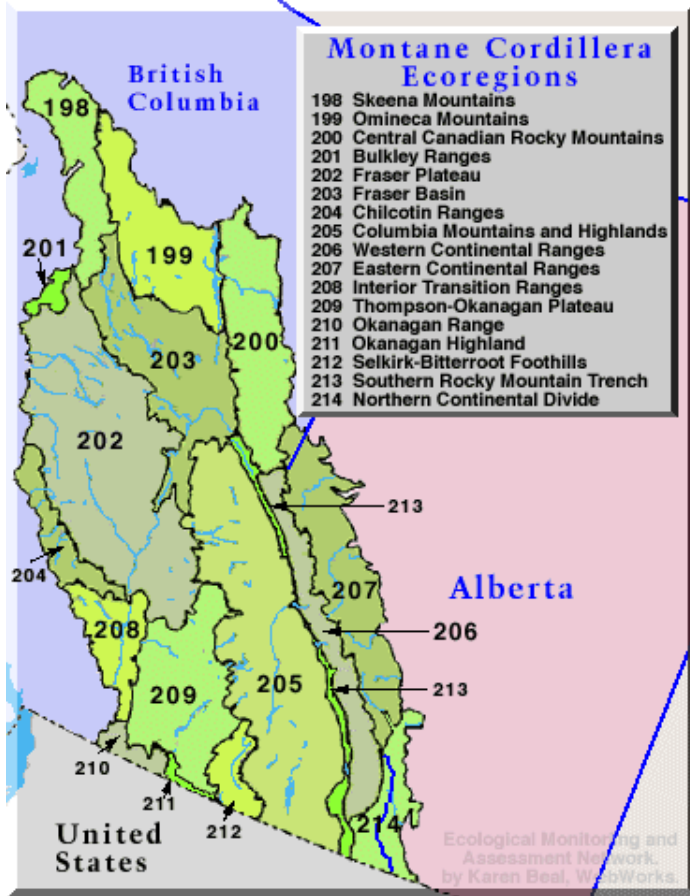 Montane Cordillera
Ecoregions
198 Skeena Mountains
199 Omineca Mountains
200 Central Canadian Rocky Mountains
201 Bulkley Ranges
202 Fraser Plateau
203 Fraser Basin
204 Chilcotin Ranges
205 Columbia Mountains and Highlands
206 Western Continental Ranges
207 Eastern Continental Ranges
208 Interior Transition Ranges
209 Thompson-Okanagan Plateau
210 Okanagan Range
211 Okanagan Highland
212 Selkirk-Bitterroot Foothills
213 Southern Rocky Mountain Trench
214 Northern Continental Divide
British
Columbia
198
201
199
200
203
202
213
204
207
Alberta
208
206
209
205
213
210
211
212
214
United
States
Ecological Monitoring and
Assessment Network.
by Karen Beal, WebWorks.